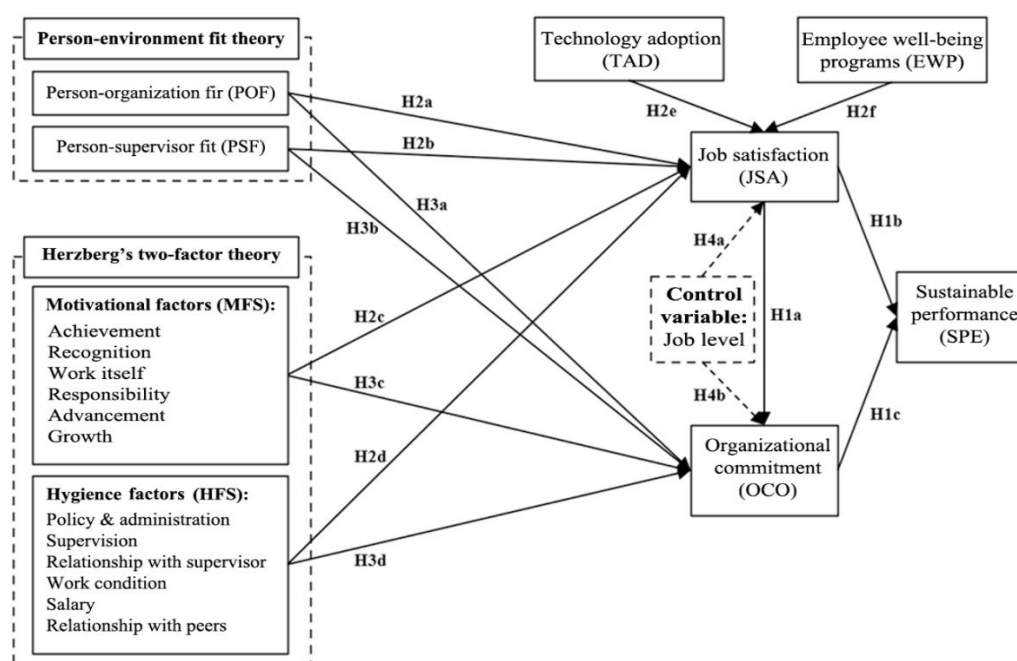 Person-environment fit theory
Person-organization fir (POF)
Person-supervisor fit (PSF)
Herzberg's two-factor theory
Motivational factors (MFS):
Achievement
Recognition
Work itself
Responsibility
Advancement
Growth
Hygience factors (HFS):
Policy & administration
Supervision
Relationship with supervisor
Work condition
Salary
Relationship with peers
H2a
H2b
H3a
H3b
H2c
H3c
H2d
H3d
Technology adoption
(TAD)
Employee well-being
programs (EWP)
H2e
H2f
Job satisfaction
(JSA)
H4a
H1b
Control
variable:
Job level
H1a
H4b
Sustainable
performance
(SPE)
H1c
Organizational
commitment
(OCO)